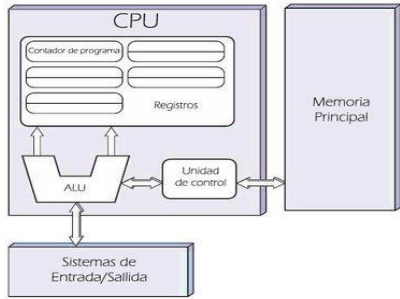 CPU
Contador de programa
Registros
Memoria
Principal
ALU
Unidad
de control
Sistemas de
Entrada/Sallida